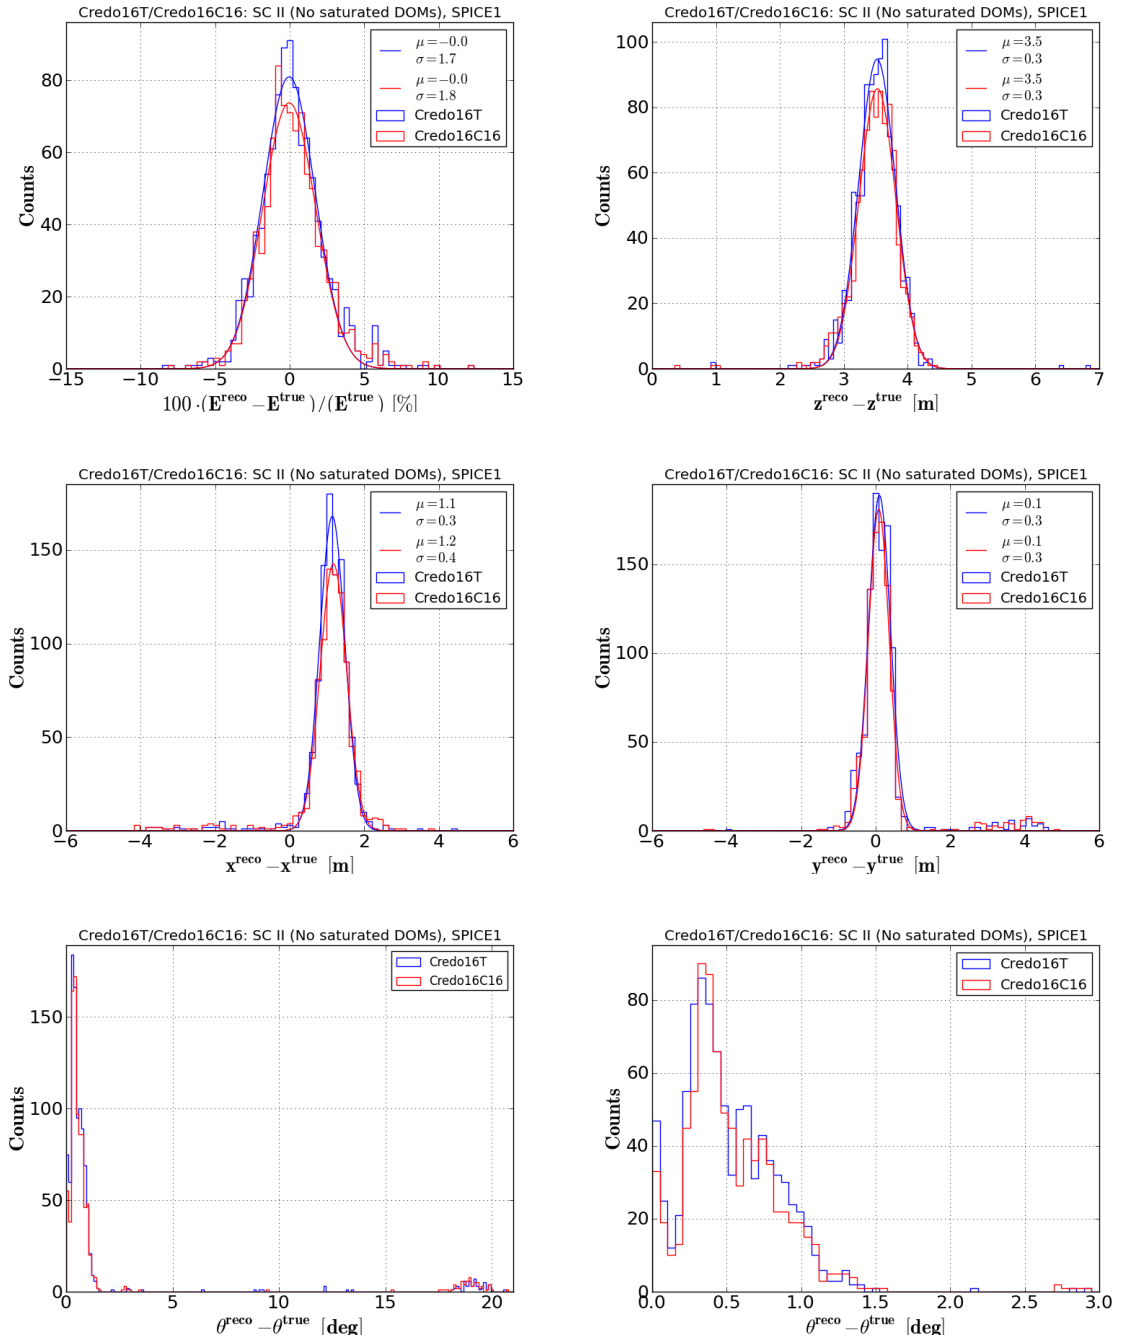 Credo16T/Credo16C16: SC II (No saturated DOMs), SPICE1
μ=−0.0
σ=1.7
μ=−0.0
σ=1.8
Credo16T
Credo16C16
Counts
0
20
40
60
80
−15
−10
−5
0
5
10
15
100·(E^reco −E^true)/(E^true) [%]
Credo16T/Credo16C16: SC II (No saturated DOMs), SPICE1
μ=3.5
σ=0.3
μ=3.5
σ=0.3
Credo16T
Credo16C16
Counts
0
20
40
60
80
100
0
1
2
3
4
5
6
7
z^reco −z^true [m]
Credo16T/Credo16C16: SC II (No saturated DOMs), SPICE1
μ=1.1
σ=0.3
μ=1.2
σ=0.4
Credo16T
Credo16C16
Counts
0
50
100
150
−6
−4
−2
0
2
4
6
x^reco −x^true [m]
Credo16T/Credo16C16: SC II (No saturated DOMs), SPICE1
μ=0.1
σ=0.3
μ=0.1
σ=0.3
Credo16T
Credo16C16
Counts
0
50
100
150
−6
−4
−2
0
2
4
6
y^reco −y^true [m]
Credo16T/Credo16C16: SC II (No saturated DOMs), SPICE1
Credo16T
Credo16C16
Counts
0
50
100
150
0
5
10
15
20
θ^reco −θ^true [deg]
Credo16T/Credo16C16: SC II (No saturated DOMs), SPICE1
Credo16T
Credo16C16
Counts
0
20
40
60
80
0.0
0.5
1.0
1.5
2.0
2.5
3.0
θ^reco −θ^true [deg]